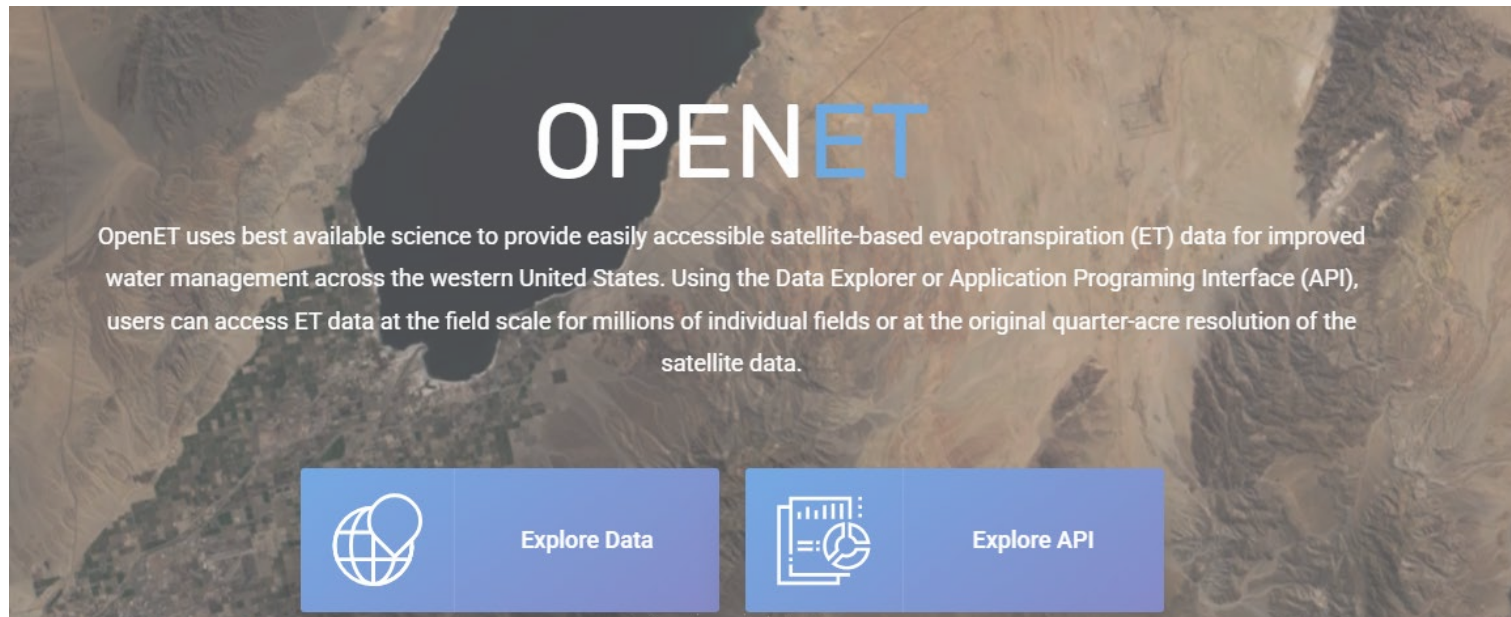 OPENET
OpenET uses best available science to provide easily accessible satellite-based evapotranspiration (ET) data for improved
water management across the western United States. Using the Data Explorer or Application Programing Interface (API),
users can access ET data at the field scale for millions of individual fields or at the original quarter-acre resolution of the
satellite data.
Explore Data
Explore API